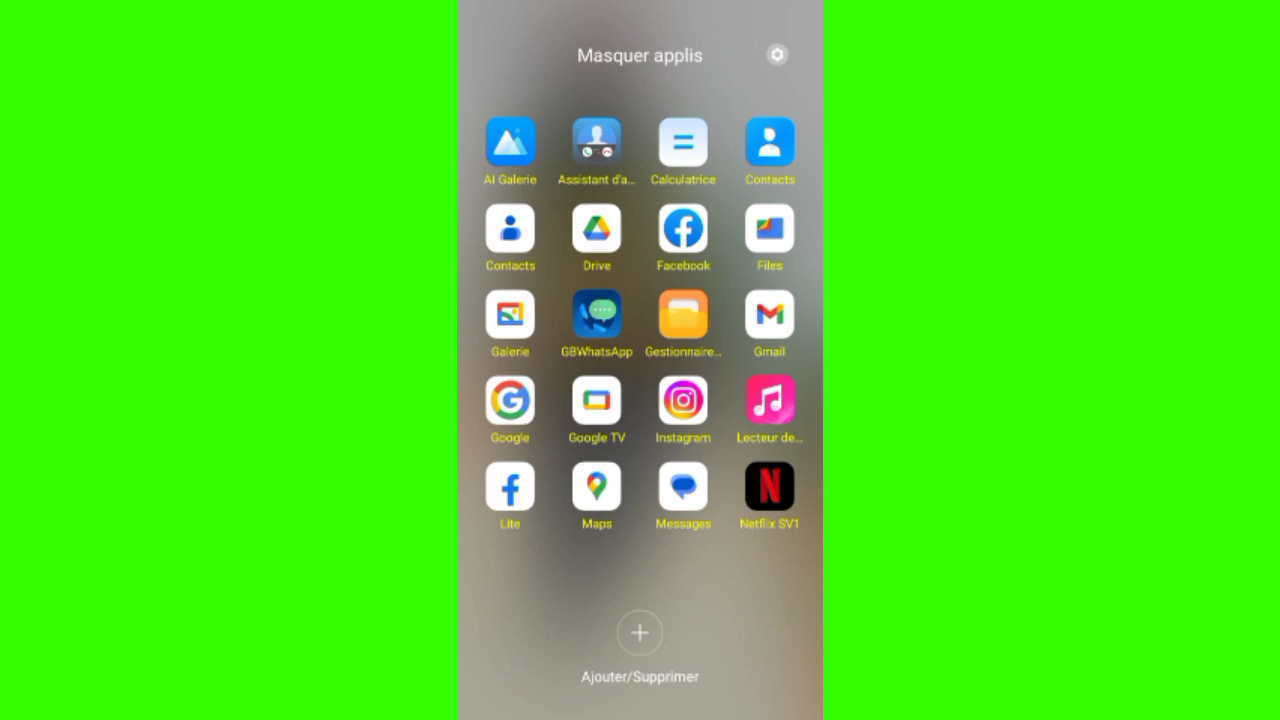 Masquer applis
AI Galerie Assistant d'a... Calculatrice Contacts
Contacts Drive Facebook Files
Galerie GBWhatsApp Gestionnaire... Gmail
Google Google TV Instagram Lecteur de...
Lite Maps Messages Netflix SV1
Ajouter/Supprimer